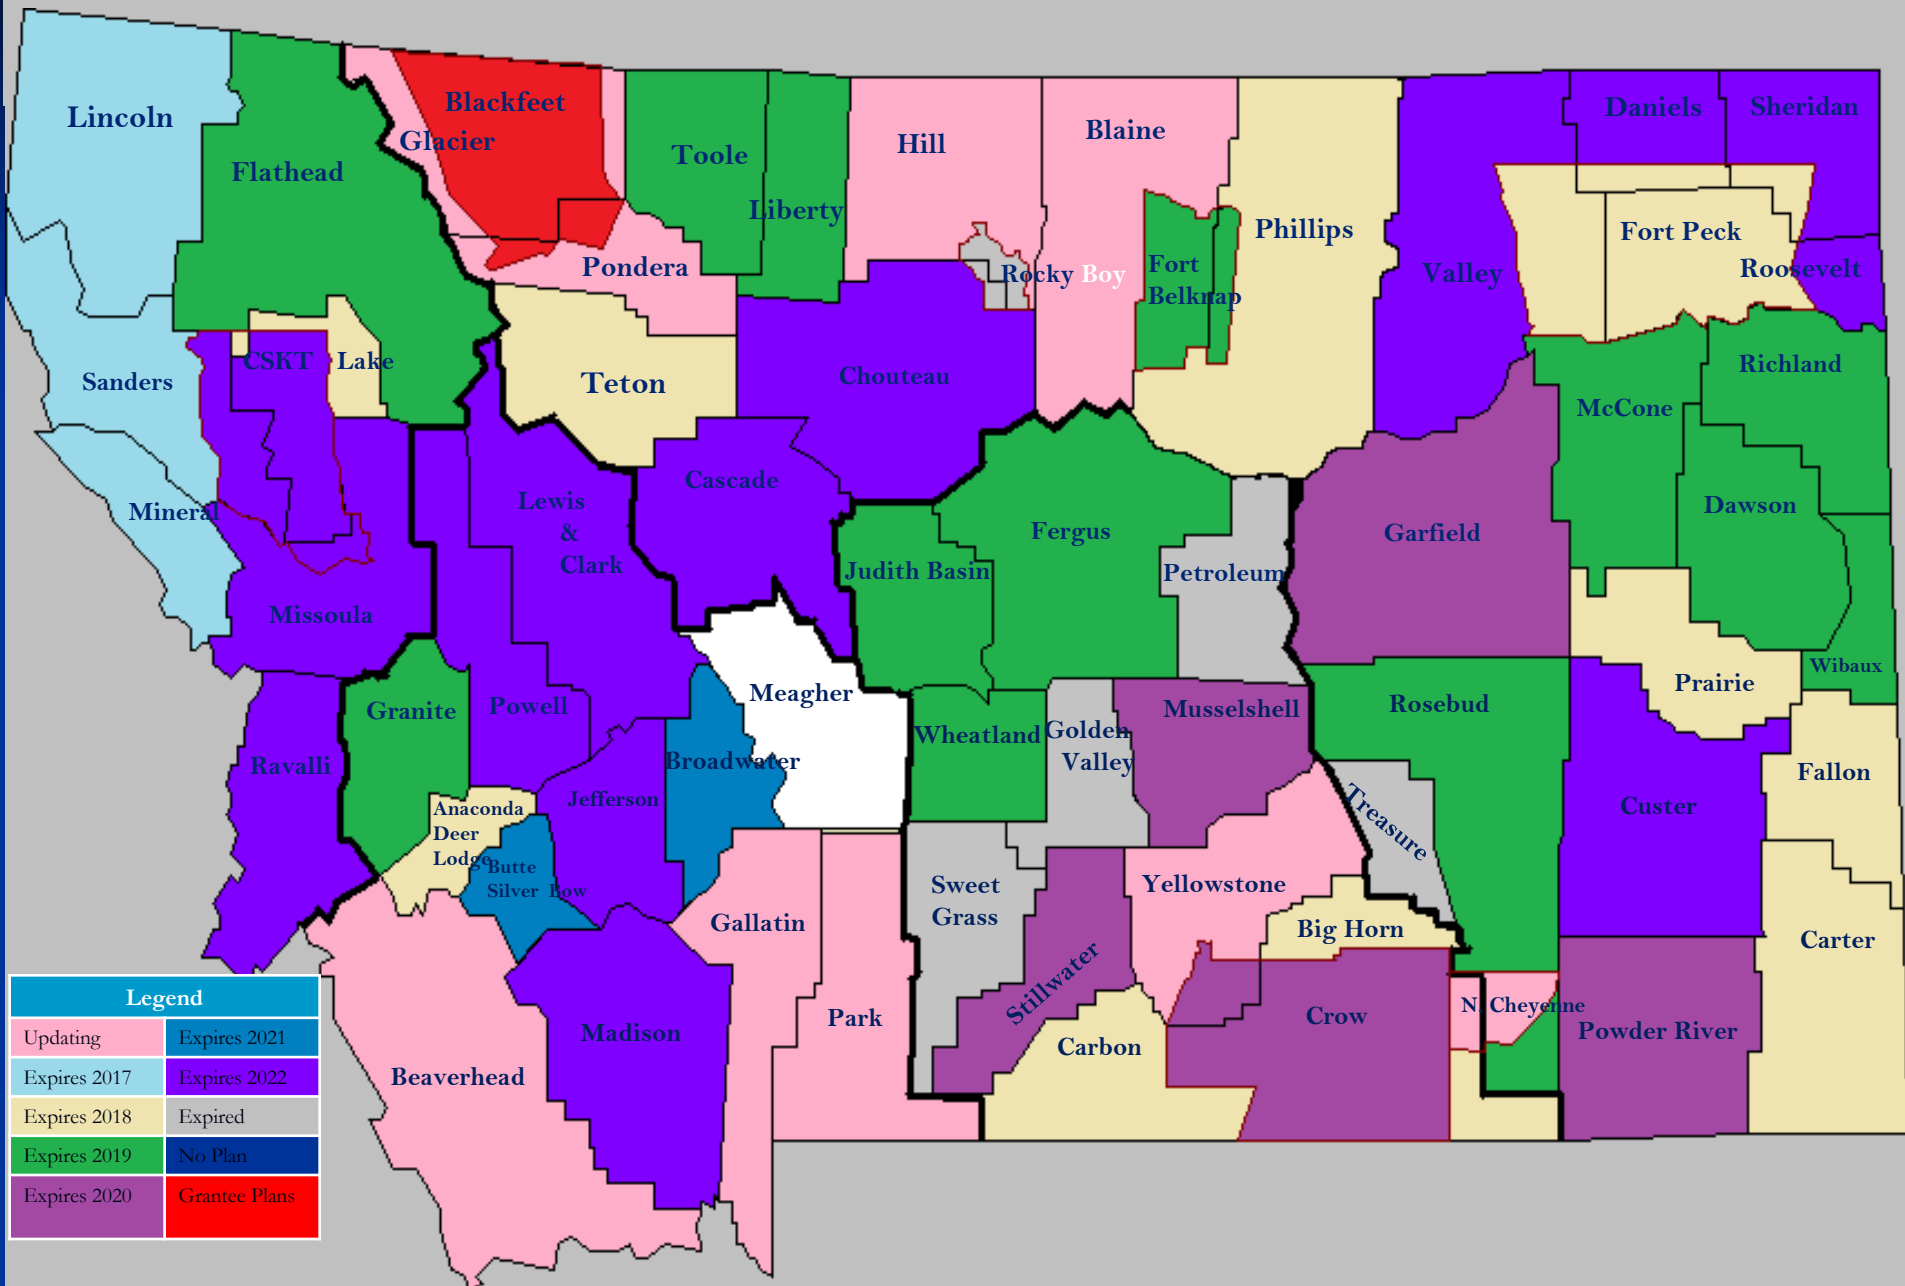 Lincoln
Flathead
Blackfeet
Glacier
Toole
Liberty
Hill
Blaine
Phillips
Daniels
Sheridan
Fort Peck
Valley
Roosevelt
Pondera
Rocky Boy
Fort
Belknap
Sanders
CSKT
Lake
Teton
Chouteau
Richland
McCone
Mineral
Lewis
&
Clark
Cascade
Fergus
Judith Basin
Petroleum
Garfield
Dawson
Missoula
Wibaux
Prairie
Meagher
Granite
Powell
Musselshell
Rosebud
Wheatland
Golden
Valley
Ravalli
Broadwater
Jefferson
Fallon
Custer
Treasure
Anaconda
Deer
Lodge
Butte
Silver Bow
Sweet
Grass
Yellowstone
Gallatin
Big Horn
Carter
Stillwater
Madison
Park
Crow
N. Cheyenne
Powder River
Carbon
Beaverhead
Legend
Updating
Expires 2021
Expires 2017
Expires 2022
Expires 2018
Expired
Expires 2019
No Plan
Expires 2020
Grantee Plans